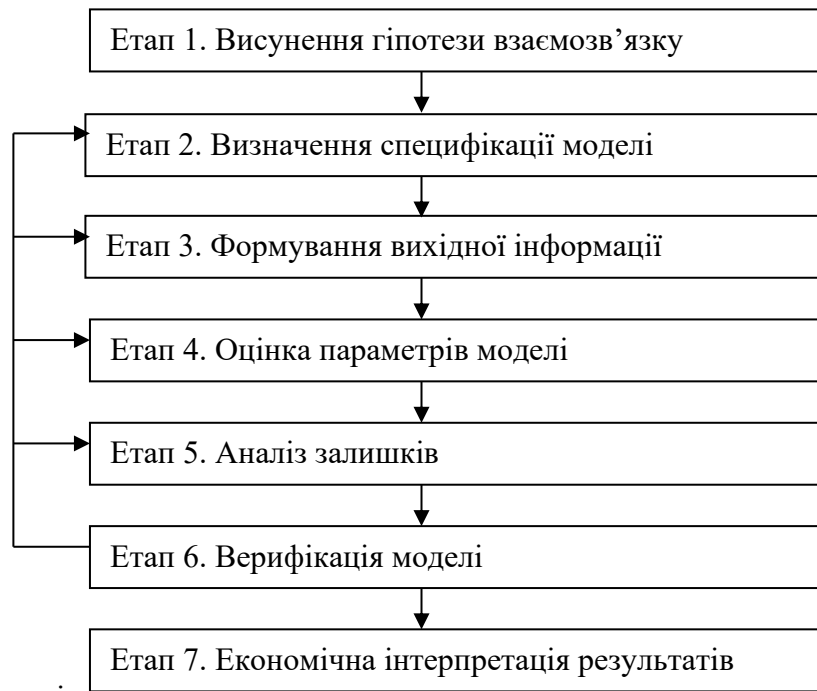 Етап 1. Висунення гіпотези взаємозв’язку
Етап 2. Визначення специфікації моделі
Етап 3. Формування вихідної інформації
Етап 4. Оцінка параметрів моделі
Етап 5. Аналіз залишків
Етап 6. Верифікація моделі
Етап 7. Економічна інтерпретація результатів